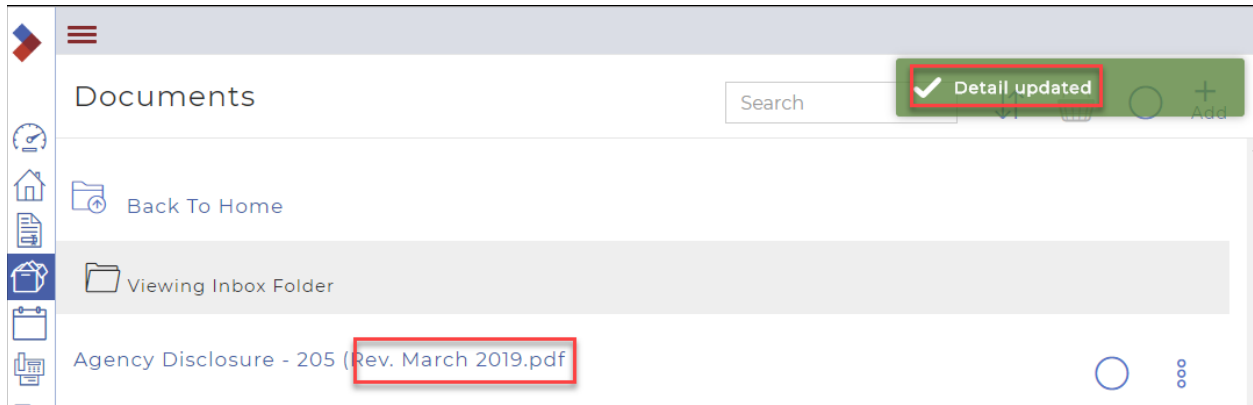 Documents
Search
Detail updated
Add
Back To Home
Viewing Inbox Folder
Agency Disclosure - 205 (Rev. March 2019.pdf